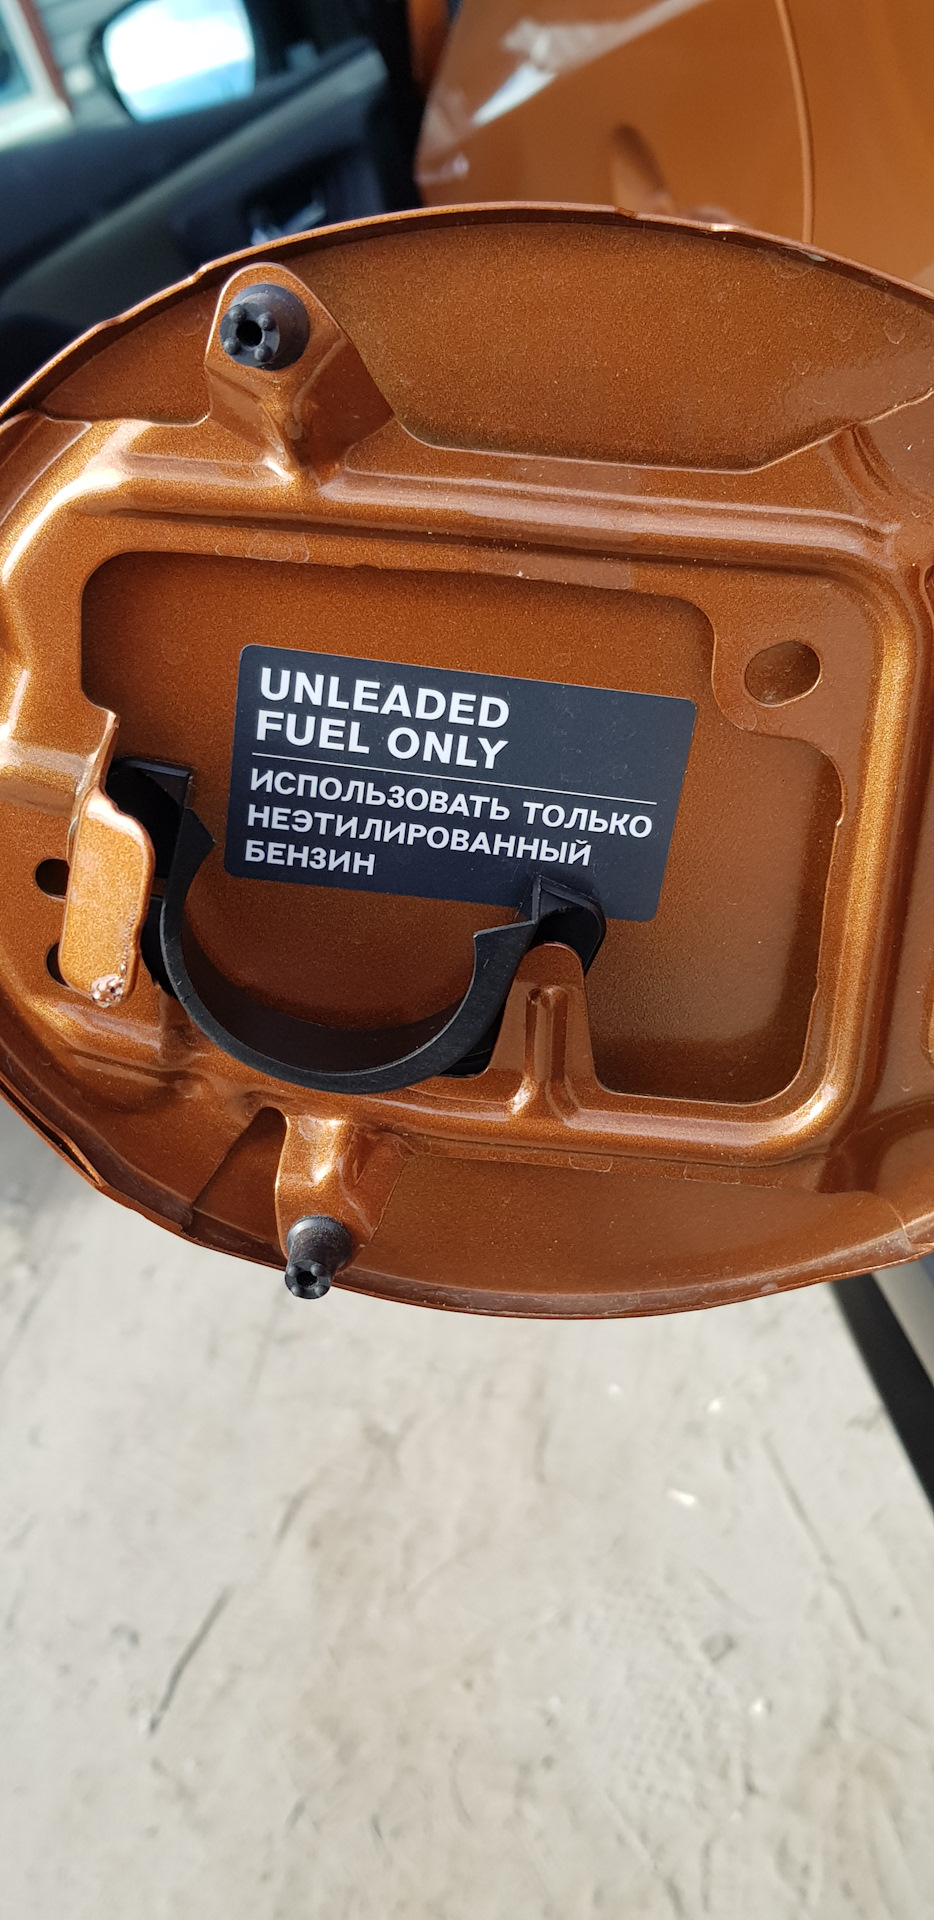 UNLEADED
FUEL ONLY
ИСПОЛЬЗОВАТЬ ТОЛЬКО
НЕЭТИЛИРОВАННЫЙ
БЕНЗИН